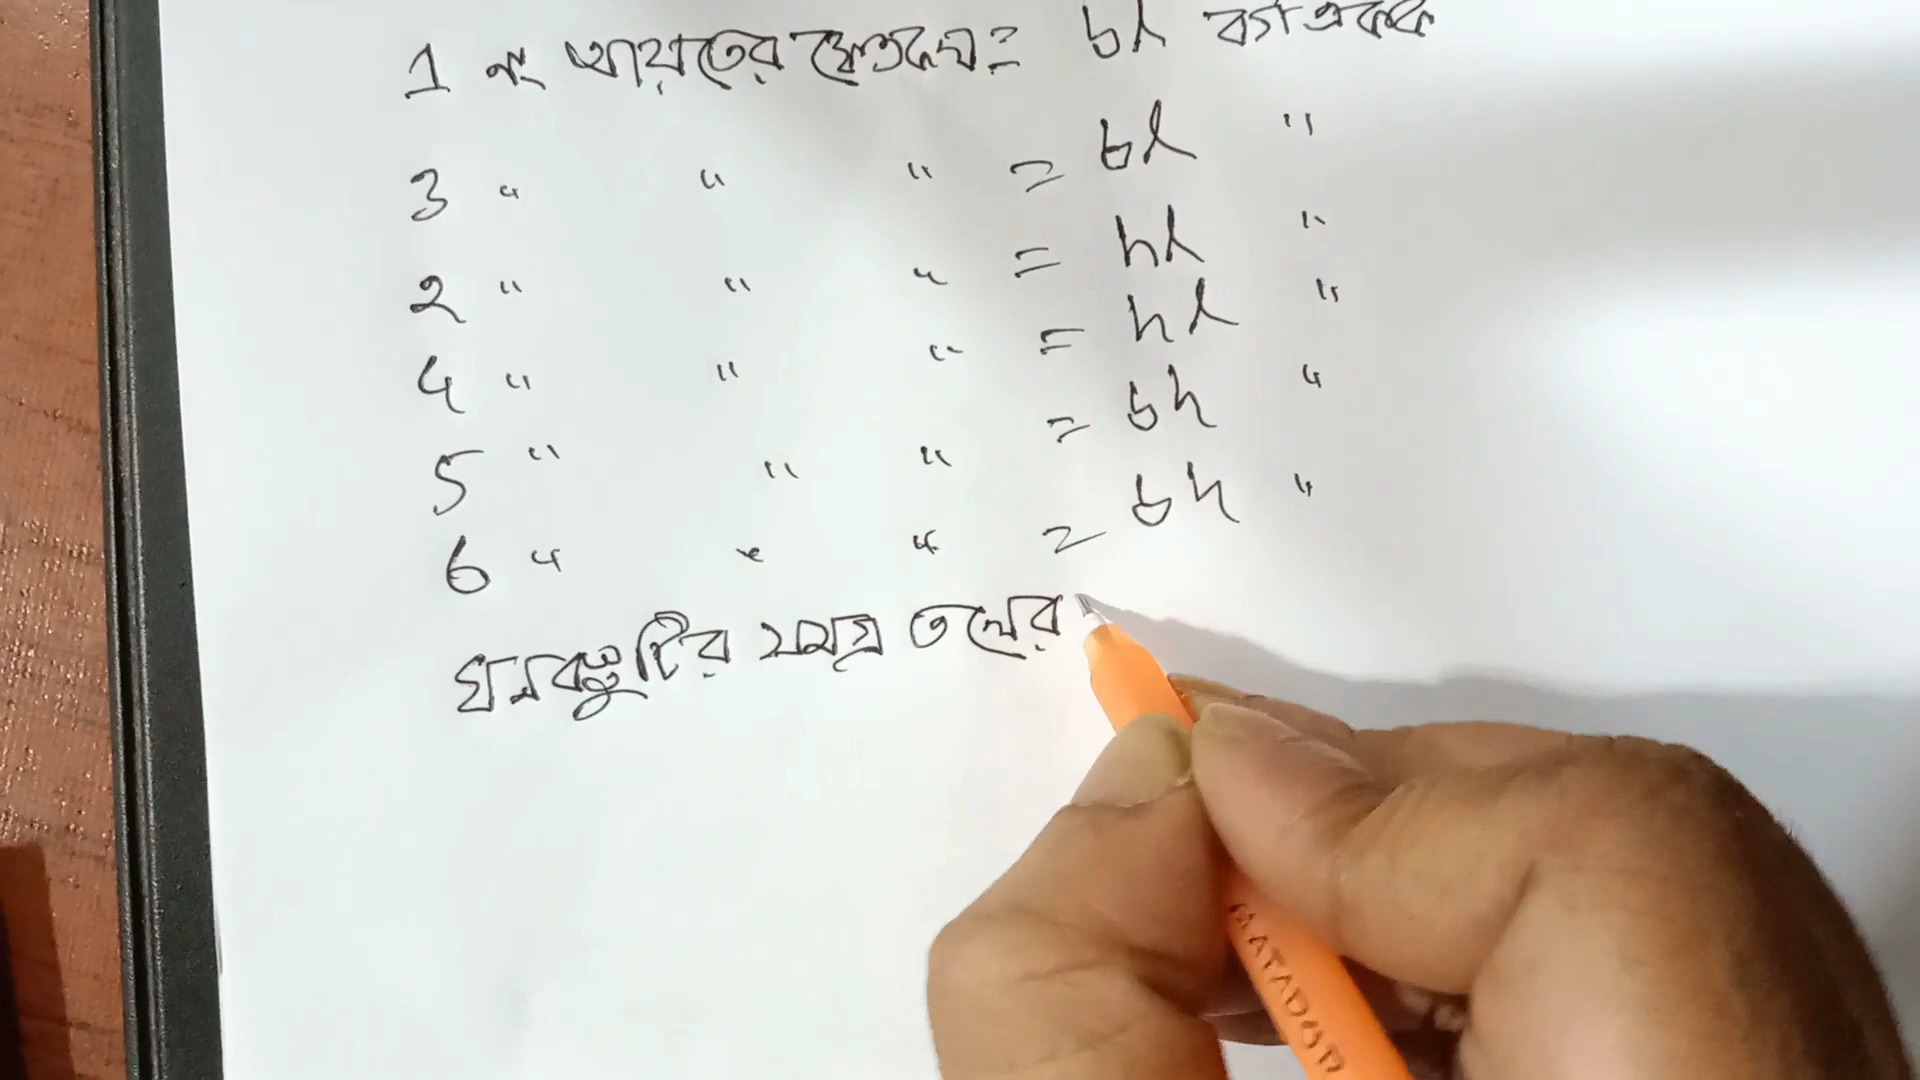 1 নং আয়তের ক্ষেত্রফল = bl বর্গ একক
3 " " " = bl "
2 " " " = hl "
4 " " " = hl "
5 " " " = bh "
6 " " " = bh "
ঘনবস্তুটির সমগ্র তলের
MATADOR